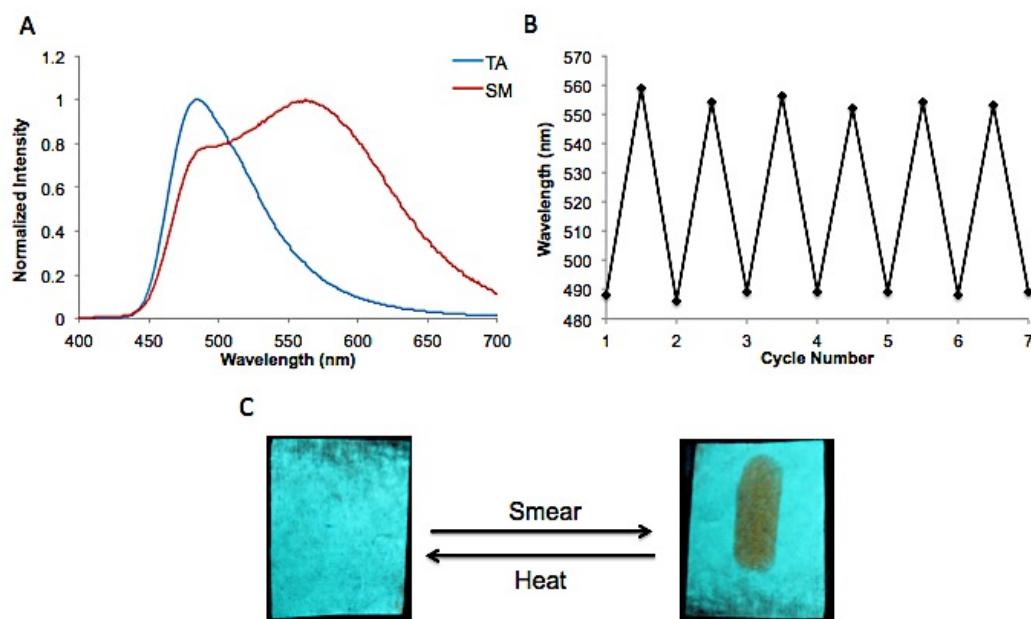 A
1.2
1
0.8
0.6
0.4
0.2
0
400 450 500 550 600 650 700
Wavelength (nm)
Normalized Intensity
TA
SM
B
570
560
550
540
530
520
510
500
490
480
1 2 3 4 5 6 7
Cycle Number
Wavelength (nm)
C
Smear
Heat